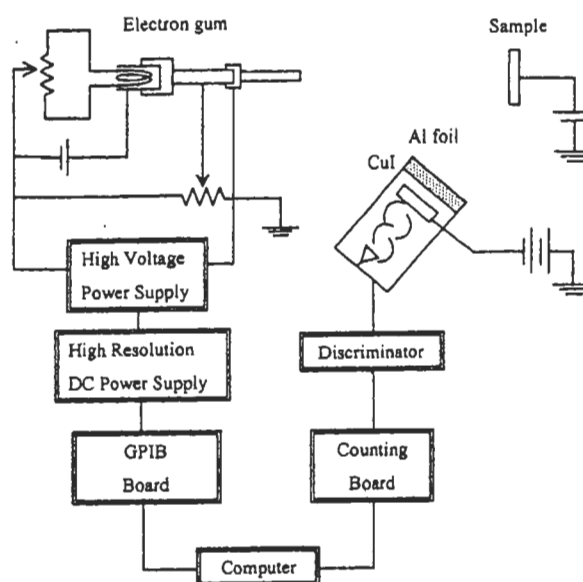 Electron gum
Sample
Al foil
CuI
High Voltage
Power Supply
High Resolution
DC Power Supply
Discriminator
GPIB
Board
Counting
Board
Computer